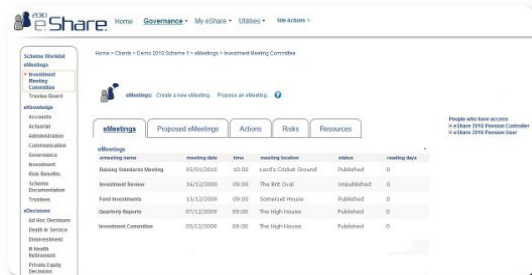 2010
eShare
Home Governance My eShare Utilities Site Actions
Home > Clients > Demo 2010 Scheme 1 > eMeetings > Investment Meeting Committee
Scheme Worklist
eMeetings
Investment
Meeting
Committee
Trustee Board
eKnowledge
Accounts
Actuarial
Administration
Communication
Governance
Investment
Risk Benefits
Scheme
Documentation
Trustees
eDecisions
Ad Hoc Decisions
Death in Service
Disinvestment
Ill Health
Retirement
Private Equity
Decisions
eMeetings: Create a new eMeeting.. Propose an eMeeting..
eMeetings Proposed eMeetings Actions Risks Resources
eMeetings
emeeting name meeting date time meeting location status reading days
Raising Standards Meeting 05/01/2010 10:00 Lord's Cricket Ground Published 0
Investment Review 16/12/2009 09:00 The Brit Oval Unpublished 0
Fund Investments 15/12/2009 09:00 Somerset House Published 0
Quarterly Reports 07/12/2009 09:00 The High House Published 0
Investment Committee 05/12/2009 09:00 The High House Published 0
People who have access
eShare 2010 Pension Controller
eShare 2010 Pension User